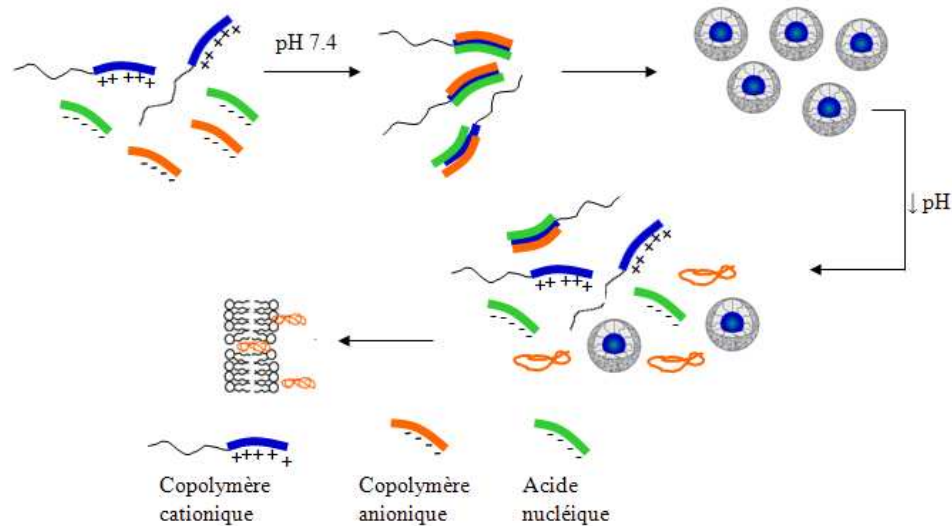 pH 7.4
↓ pH
Copolymère
cationique
Copolymère
anionique
Acide
nucléique